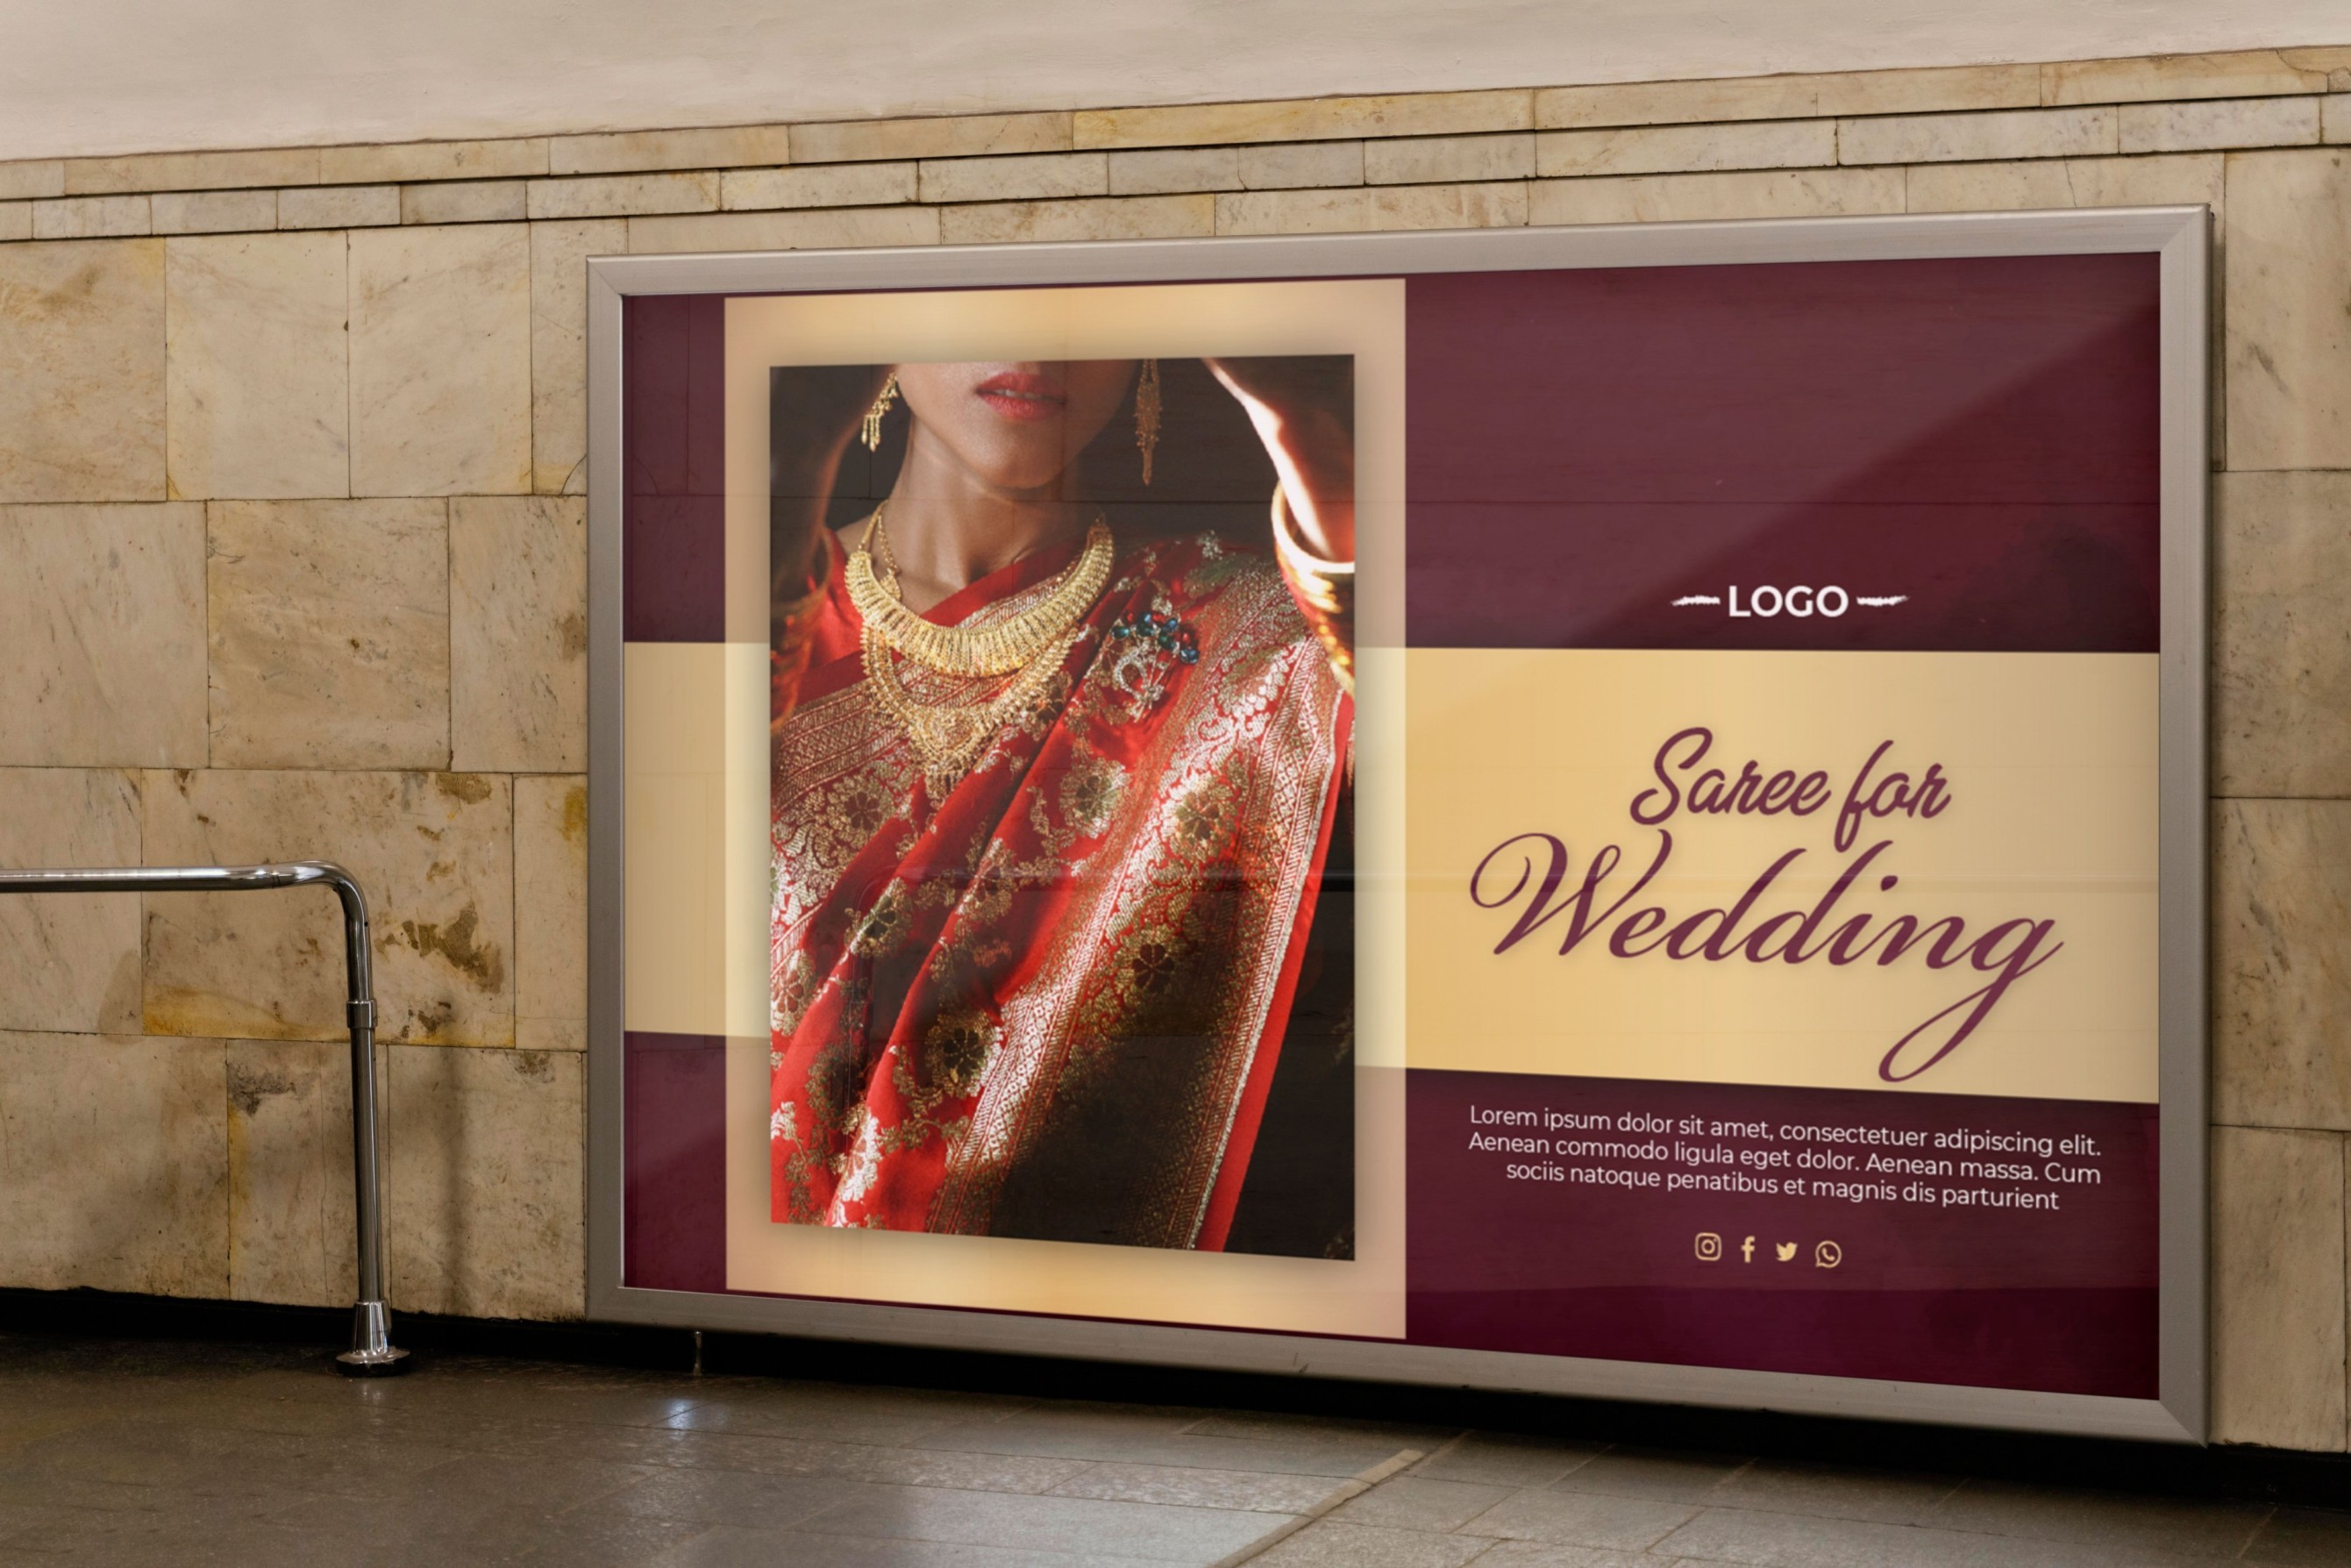 LOGO
Saree for
Wedding
Lorem ipsum dolor sit amet, consectetuer adipiscing elit.
Aenean commodo ligula eget dolor. Aenean massa. Cum
sociis natoque penatibus et magnis dis parturient